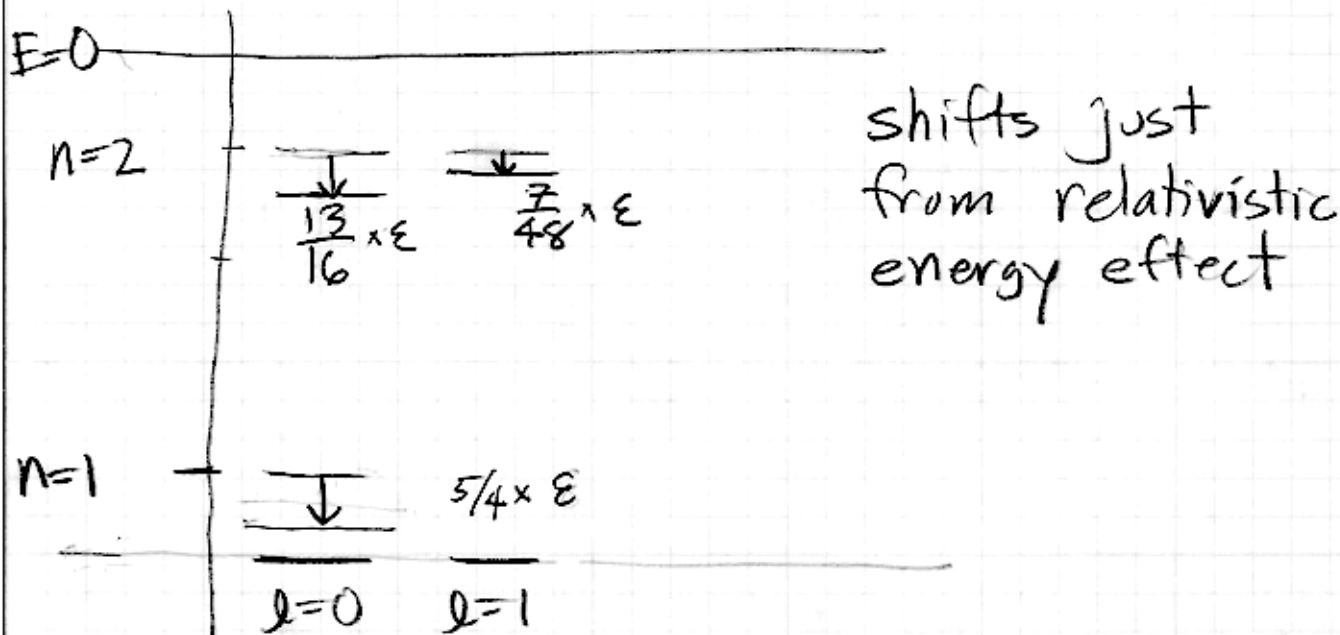 E=0
shifts just
from relativistic
energy effect
n=2
13/16 × ε
7/48 × ε
n=1
5/4 × ε
l=0 l=1